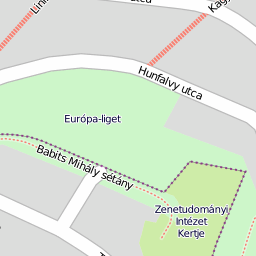 Hunfalvy utca
Európa-liget
Babits Mihály sétány
Zenetudományi
Intézet
Kertje